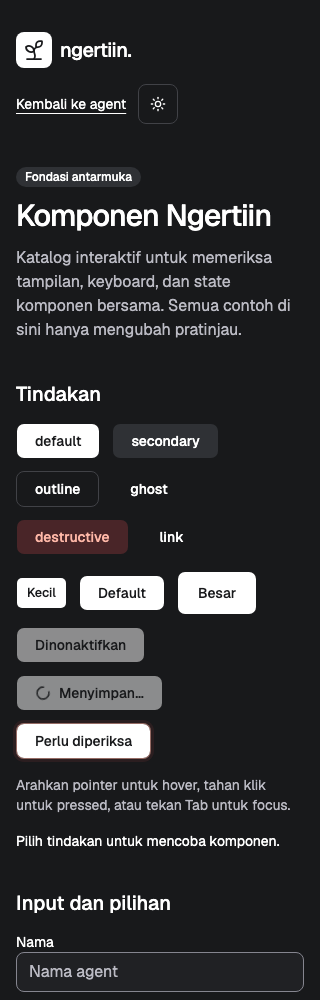 ngertiin.
Kembali ke agent
Fondasi antarmuka
Komponen Ngertiin
Katalog interaktif untuk memeriksa
tampilan, keyboard, dan state
komponen bersama. Semua contoh di
sini hanya mengubah pratinjau.
Tindakan
default secondary
outline ghost
destructive link
Kecil Default Besar
Dinonaktifkan
Menyimpan...
Perlu diperiksa
Arahkan pointer untuk hover, tahan klik
untuk pressed, atau tekan Tab untuk focus.
Pilih tindakan untuk mencoba komponen.
Input dan pilihan
Nama
Nama agent